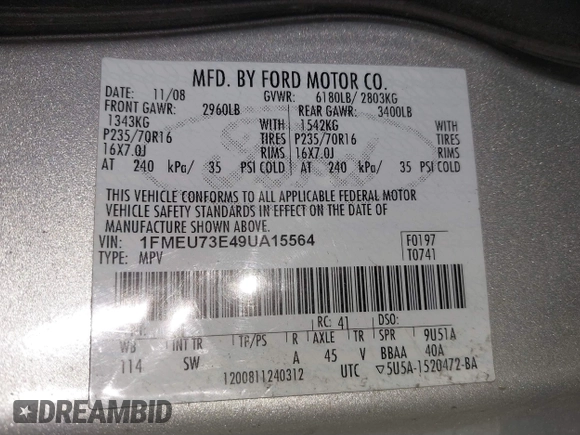 MFD. BY FORD MOTOR CO.
DATE: 11/08 GVWR: 6180LB/ 2803KG
FRONT GAWR: 2960LB REAR GAWR: 3400LB
1343KG WITH 1542KG WITH
P235/70R16 TIRES P235/70R16 TIRES
16X7.0J RIMS 16X7.0J RIMS
AT 240 kPa/ 35 PSI COLD AT 240 kPa/ 35 PSI COLD
THIS VEHICLE CONFORMS TO ALL APPLICABLE FEDERAL MOTOR
VEHICLE SAFETY STANDARDS IN EFFECT ON THE DATE OF
MANUFACTURE SHOWN ABOVE.
VIN: 1FMEU73E49UA15564 F0197
TYPE: MPV T0741
RC: 41 DSO:
WB INT TR TP/PS R AXLE TR SPR 9U51A
114 SW A 45 V BBAA 40A
1200811240312 UTC ▽5U5A-1520472-BA
DREAMBID